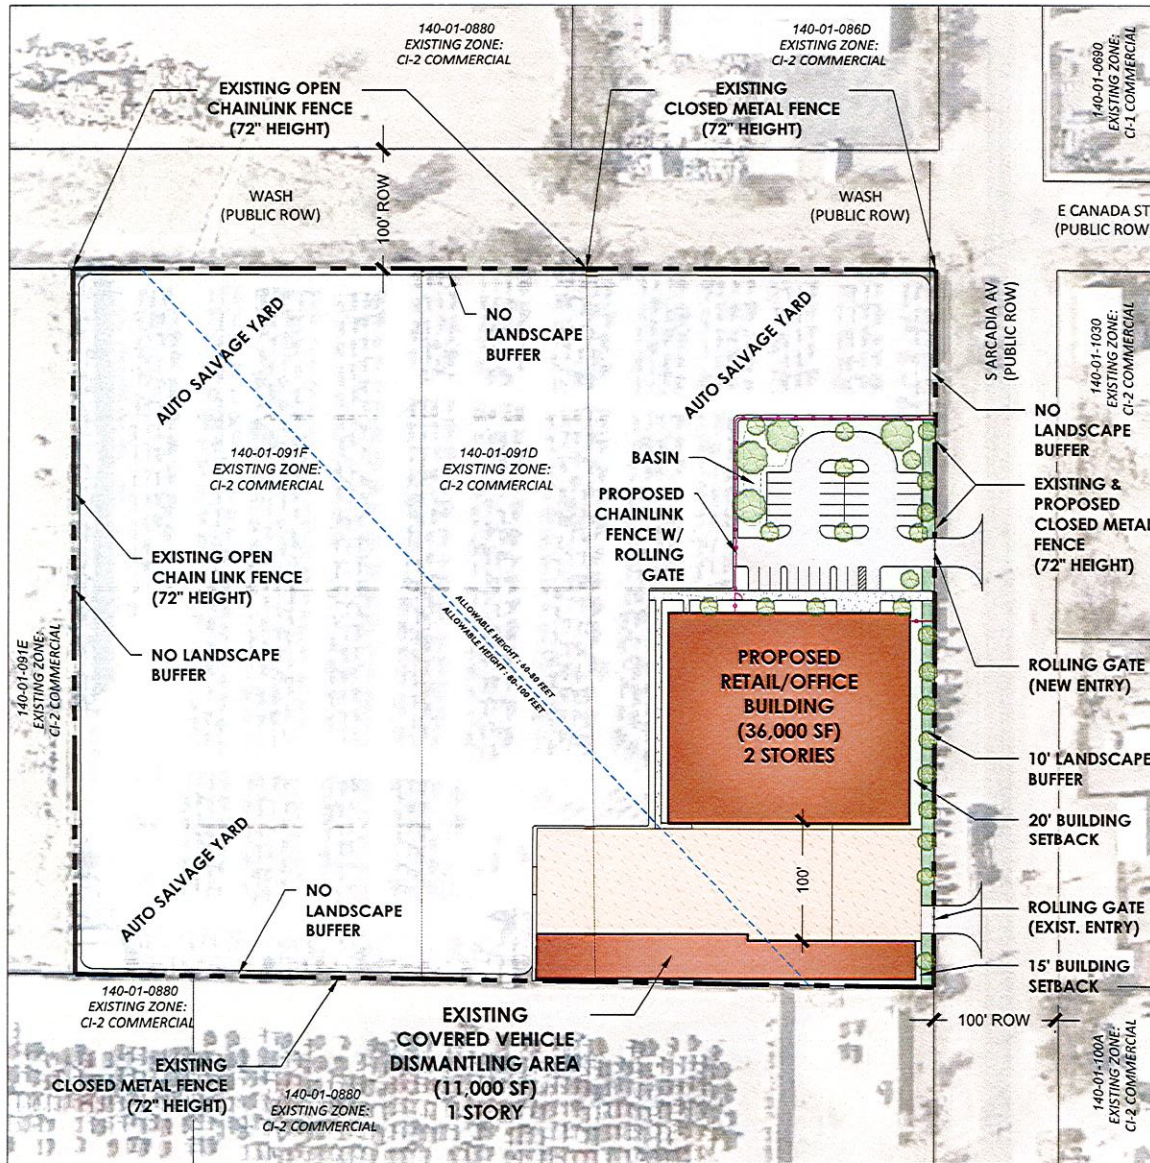 140-01-0880
EXISTING ZONE:
CI-2 COMMERCIAL
140-01-086D
EXISTING ZONE:
CI-2 COMMERCIAL
140-01-0690
EXISTING ZONE:
CI-1 COMMERCIAL
EXISTING OPEN
CHAINLINK FENCE
(72" HEIGHT)
EXISTING
CLOSED METAL FENCE
(72" HEIGHT)
WASH
(PUBLIC ROW)
100' ROW
WASH
(PUBLIC ROW)
E CANADA ST
(PUBLIC ROW
AUTO SALVAGE YARD
NO
LANDSCAPE
BUFFER
AUTO SALVAGE YARD
S ARCADIA AV
(PUBLIC ROW)
140-01-1030
EXISTING ZONE:
CI-2 COMMERCIAL
NO
LANDSCAPE
BUFFER
140-01-091F
EXISTING ZONE:
CI-2 COMMERCIAL
140-01-091D
EXISTING ZONE:
CI-2 COMMERCIAL
BASIN
PROPOSED
CHAINLINK
FENCE W/
ROLLING
GATE
EXISTING &
PROPOSED
CLOSED METAL
FENCE
(72" HEIGHT)
EXISTING OPEN
CHAIN LINK FENCE
(72" HEIGHT)
ALLOWABLE HEIGHT : 60-80 FEET
ALLOWABLE HEIGHT : 80-100 FEET
NO LANDSCAPE
BUFFER
140-01-091E
EXISTING ZONE:
CI-2 COMMERCIAL
PROPOSED
RETAIL/OFFICE
BUILDING
(36,000 SF)
2 STORIES
ROLLING GATE
(NEW ENTRY)
10' LANDSCAPE
BUFFER
20' BUILDING
SETBACK
AUTO SALVAGE YARD
NO
LANDSCAPE
BUFFER
100'
ROLLING GATE
(EXIST. ENTRY)
15' BUILDING
SETBACK
140-01-0880
EXISTING ZONE:
CI-2 COMMERCIAL
EXISTING
COVERED VEHICLE
DISMANTLING AREA
(11,000 SF)
1 STORY
100' ROW
EXISTING
CLOSED METAL FENCE
(72" HEIGHT)
140-01-0880
EXISTING ZONE:
CI-2 COMMERCIAL
140-01-100A
EXISTING ZONE:
CI-2 COMMERCIAL